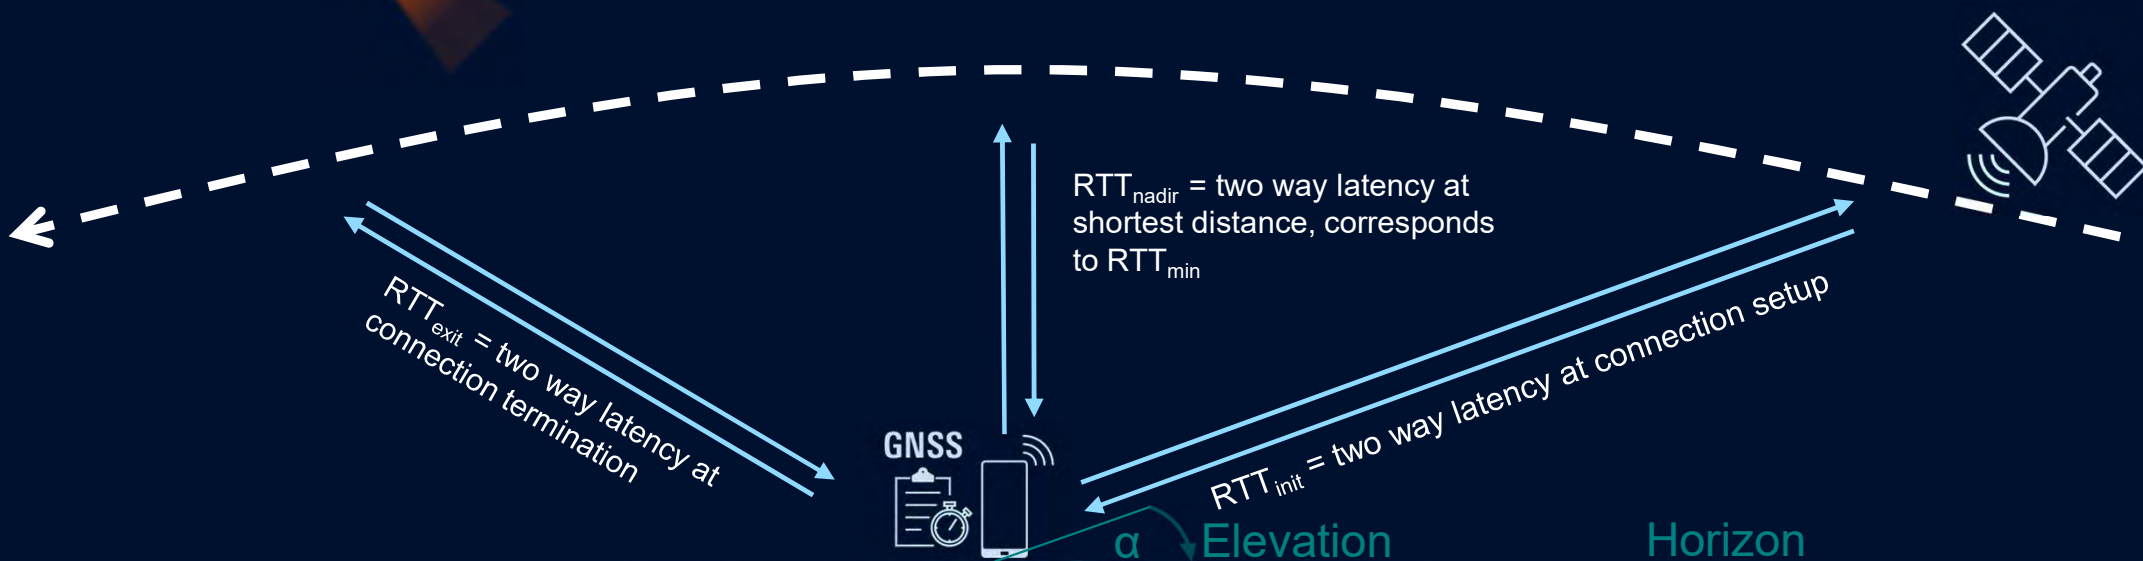 RTTnadir = two way latency at
shortest distance, corresponds
to RTTmin
RTTexit = two way latency at
connection termination
GNSS
RTTinit = two way latency at connection setup
α Elevation
Horizon